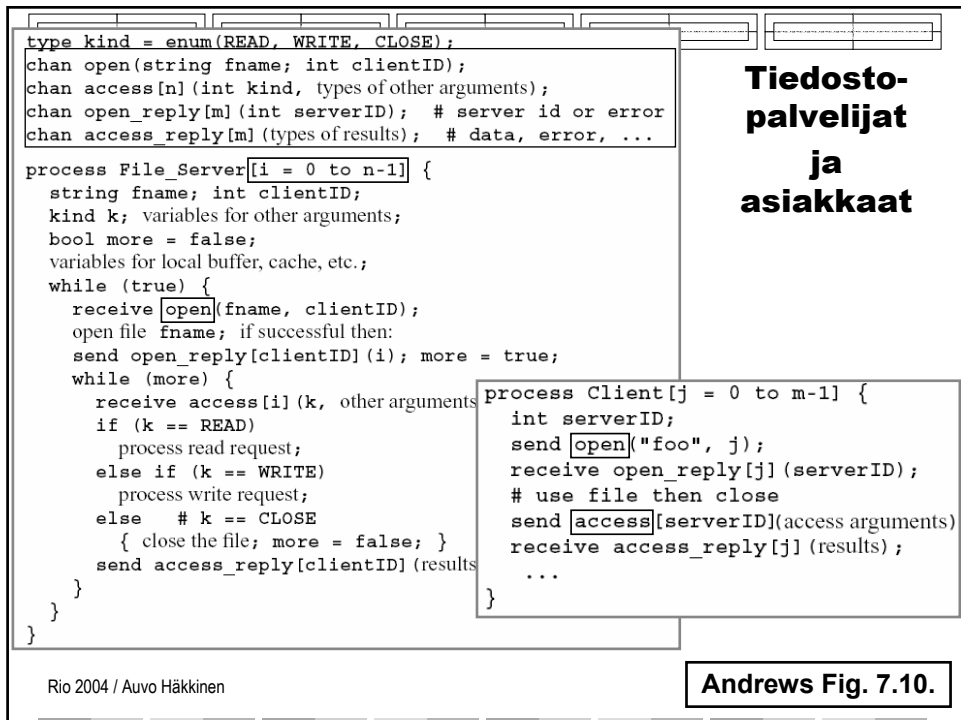 type kind = enum(READ, WRITE, CLOSE);
chan open(string fname; int clientID);
chan access[n](int kind, types of other arguments);
chan open_reply[m](int serverID);  # server id or error
chan access_reply[m](types of results);  # data, error, ...
process File_Server[i = 0 to n-1] {
string fname; int clientID;
kind k; variables for other arguments;
bool more = false;
variables for local buffer, cache, etc.;
while (true) {
receive open(fname, clientID);
open file fname; if successful then:
send open_reply[clientID](i); more = true;
while (more) {
receive access[i](k, other arguments
if (k == READ)
process read request;
else if (k == WRITE)
process write request;
else   # k == CLOSE
{ close the file; more = false; }
send access_reply[clientID](results
}
}
}
Tiedosto-
palvelijat
ja
asiakkaat
process Client[j = 0 to m-1] {
int serverID;
send open("foo", j);
receive open_reply[j](serverID);
# use file then close
send access[serverID](access arguments)
receive access_reply[j](results);
...
}
Rio 2004 / Auvo Häkkinen
Andrews Fig. 7.10.